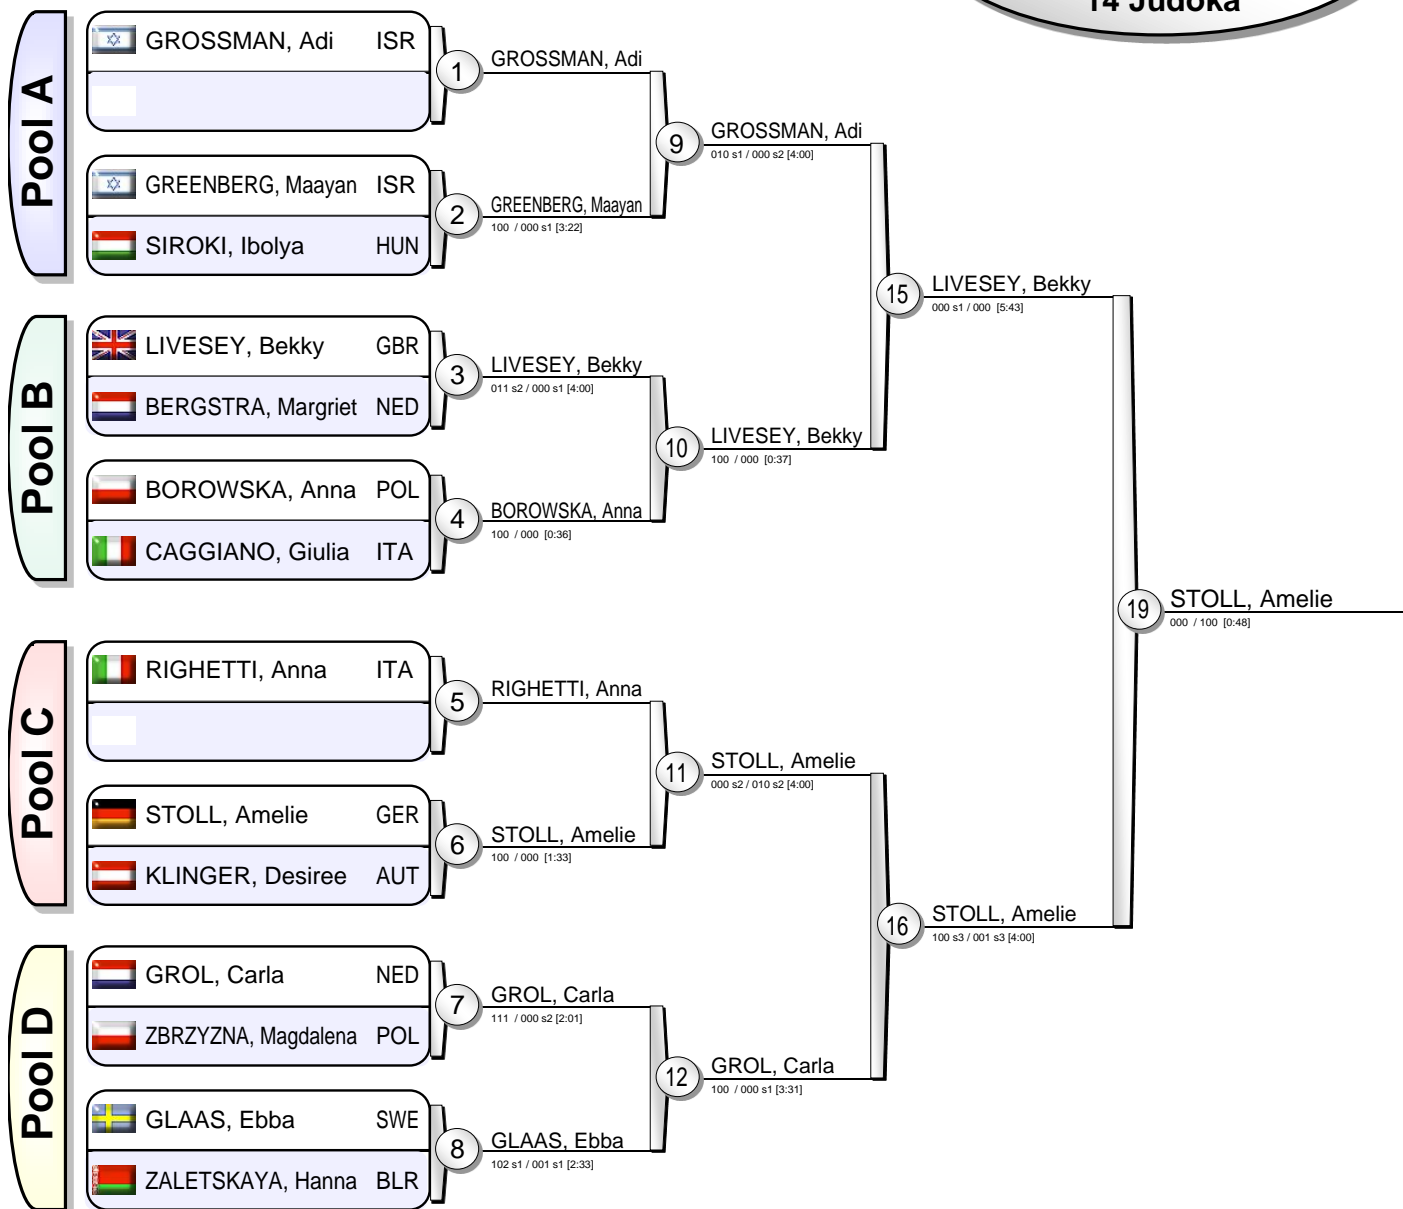 14 Judoka
Pool A
GROSSMAN, Adi ISR
GREENBERG, Maayan ISR
SIROKI, Ibolya HUN
1
GROSSMAN, Adi
2
GREENBERG, Maayan
100 / 000 s1 [3:22]
9
GROSSMAN, Adi
010 s1 / 000 s2 [4:00]
Pool B
LIVESEY, Bekky GBR
BERGSTRA, Margriet NED
BOROWSKA, Anna POL
CAGGIANO, Giulia ITA
3
LIVESEY, Bekky
011 s2 / 000 s1 [4:00]
4
BOROWSKA, Anna
100 / 000 [0:36]
10
LIVESEY, Bekky
100 / 000 [0:37]
15
LIVESEY, Bekky
000 s1 / 000 [5:43]
Pool C
RIGHETTI, Anna ITA
STOLL, Amelie GER
KLINGER, Desiree AUT
5
RIGHETTI, Anna
6
STOLL, Amelie
100 / 000 [1:33]
11
STOLL, Amelie
000 s2 / 010 s2 [4:00]
Pool D
GROL, Carla NED
ZBRZYZNA, Magdalena POL
GLAAS, Ebba SWE
ZALETSKAYA, Hanna BLR
7
GROL, Carla
111 / 000 s2 [2:01]
8
GLAAS, Ebba
102 s1 / 001 s1 [2:33]
12
GROL, Carla
100 / 000 s1 [3:31]
16
STOLL, Amelie
100 s3 / 001 s3 [4:00]
19
STOLL, Amelie
000 / 100 [0:48]